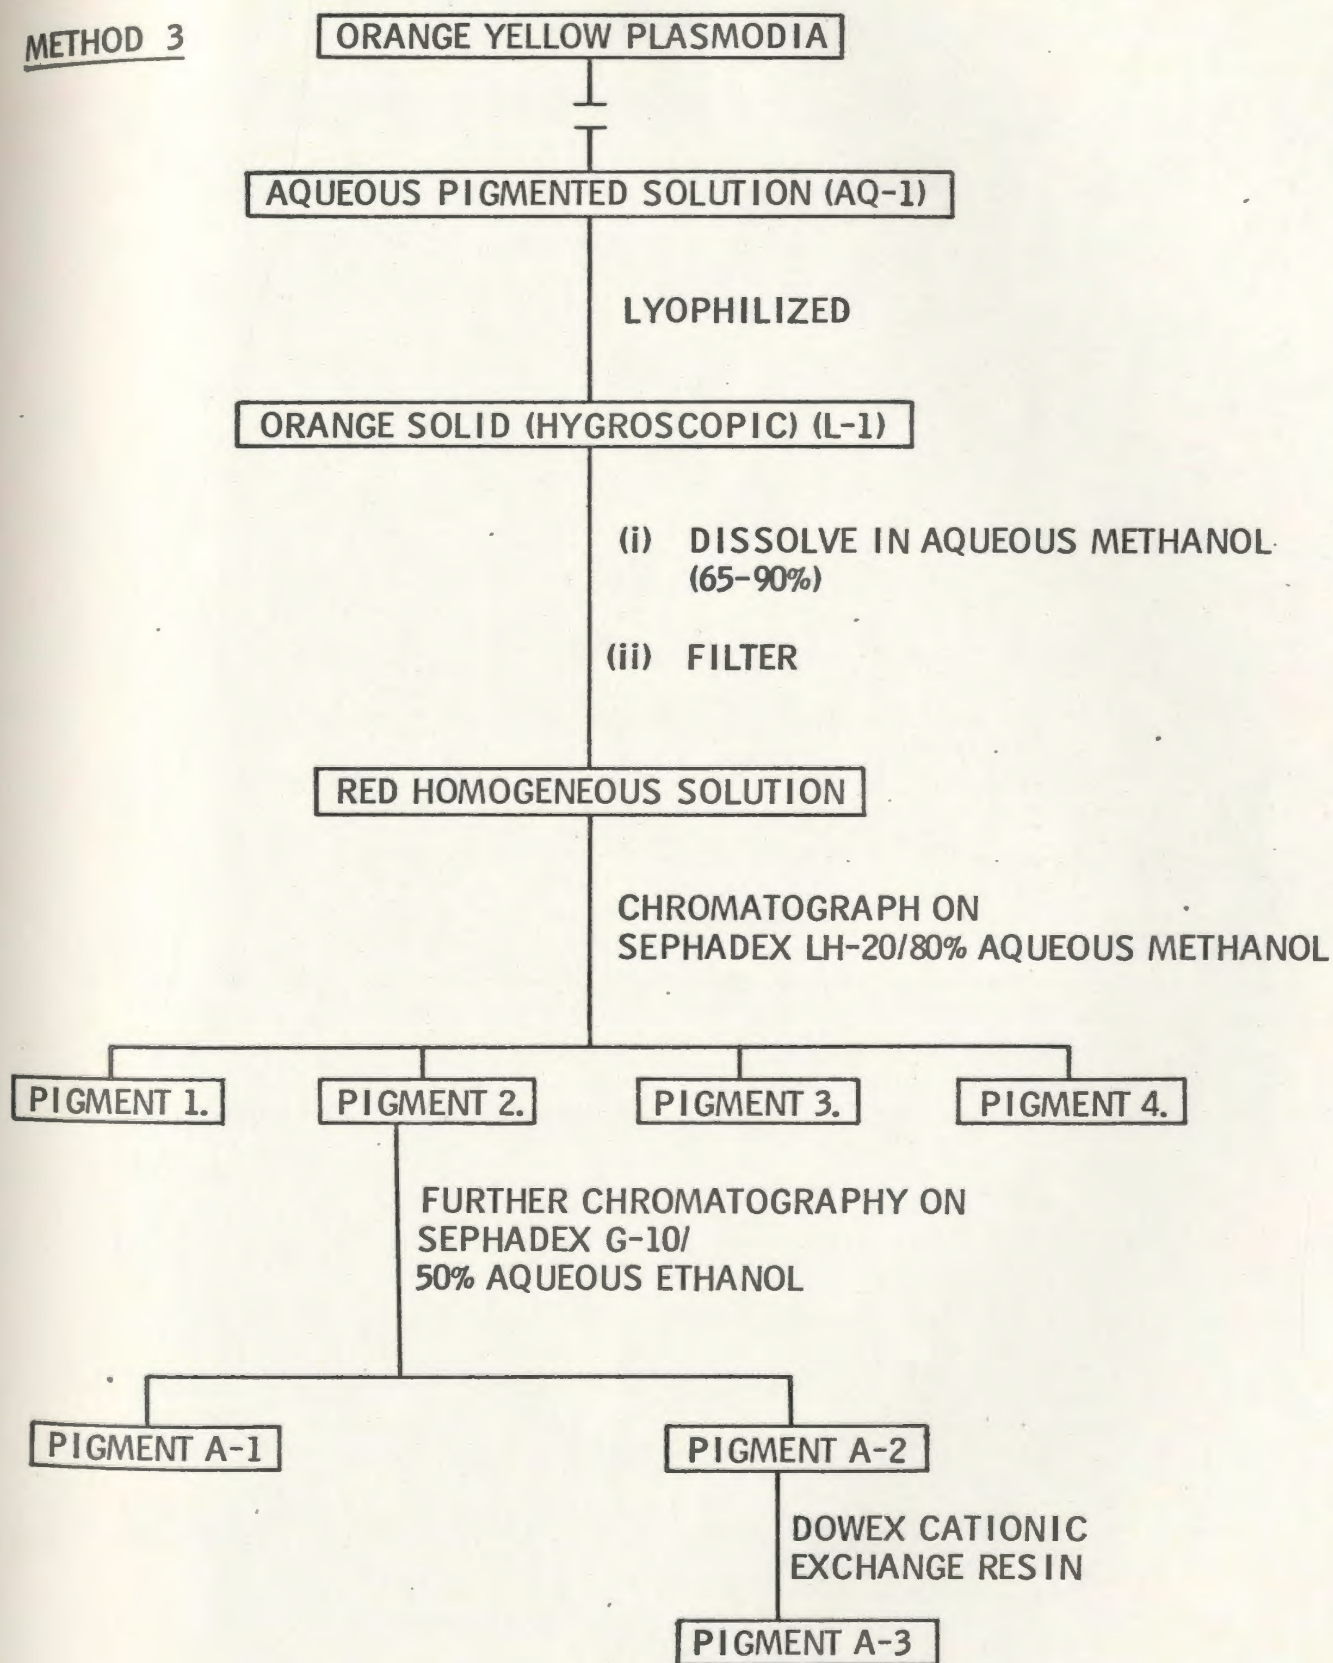 METHOD 3
ORANGE YELLOW PLASMODIA
AQUEOUS PIGMENTED SOLUTION (AQ-1)
LYOPHILIZED
ORANGE SOLID (HYGROSCOPIC) (L-1)
(i) DISSOLVE IN AQUEOUS METHANOL
(65-90%)
(ii) FILTER
RED HOMOGENEOUS SOLUTION
CHROMATOGRAPH ON
SEPHADEX LH-20/80% AQUEOUS METHANOL
PIGMENT 1. PIGMENT 2. PIGMENT 3. PIGMENT 4.
FURTHER CHROMATOGRAPHY ON
SEPHADEX G-10/
50% AQUEOUS ETHANOL
PIGMENT A-1 PIGMENT A-2
DOWEX CATIONIC
EXCHANGE RESIN
PIGMENT A-3